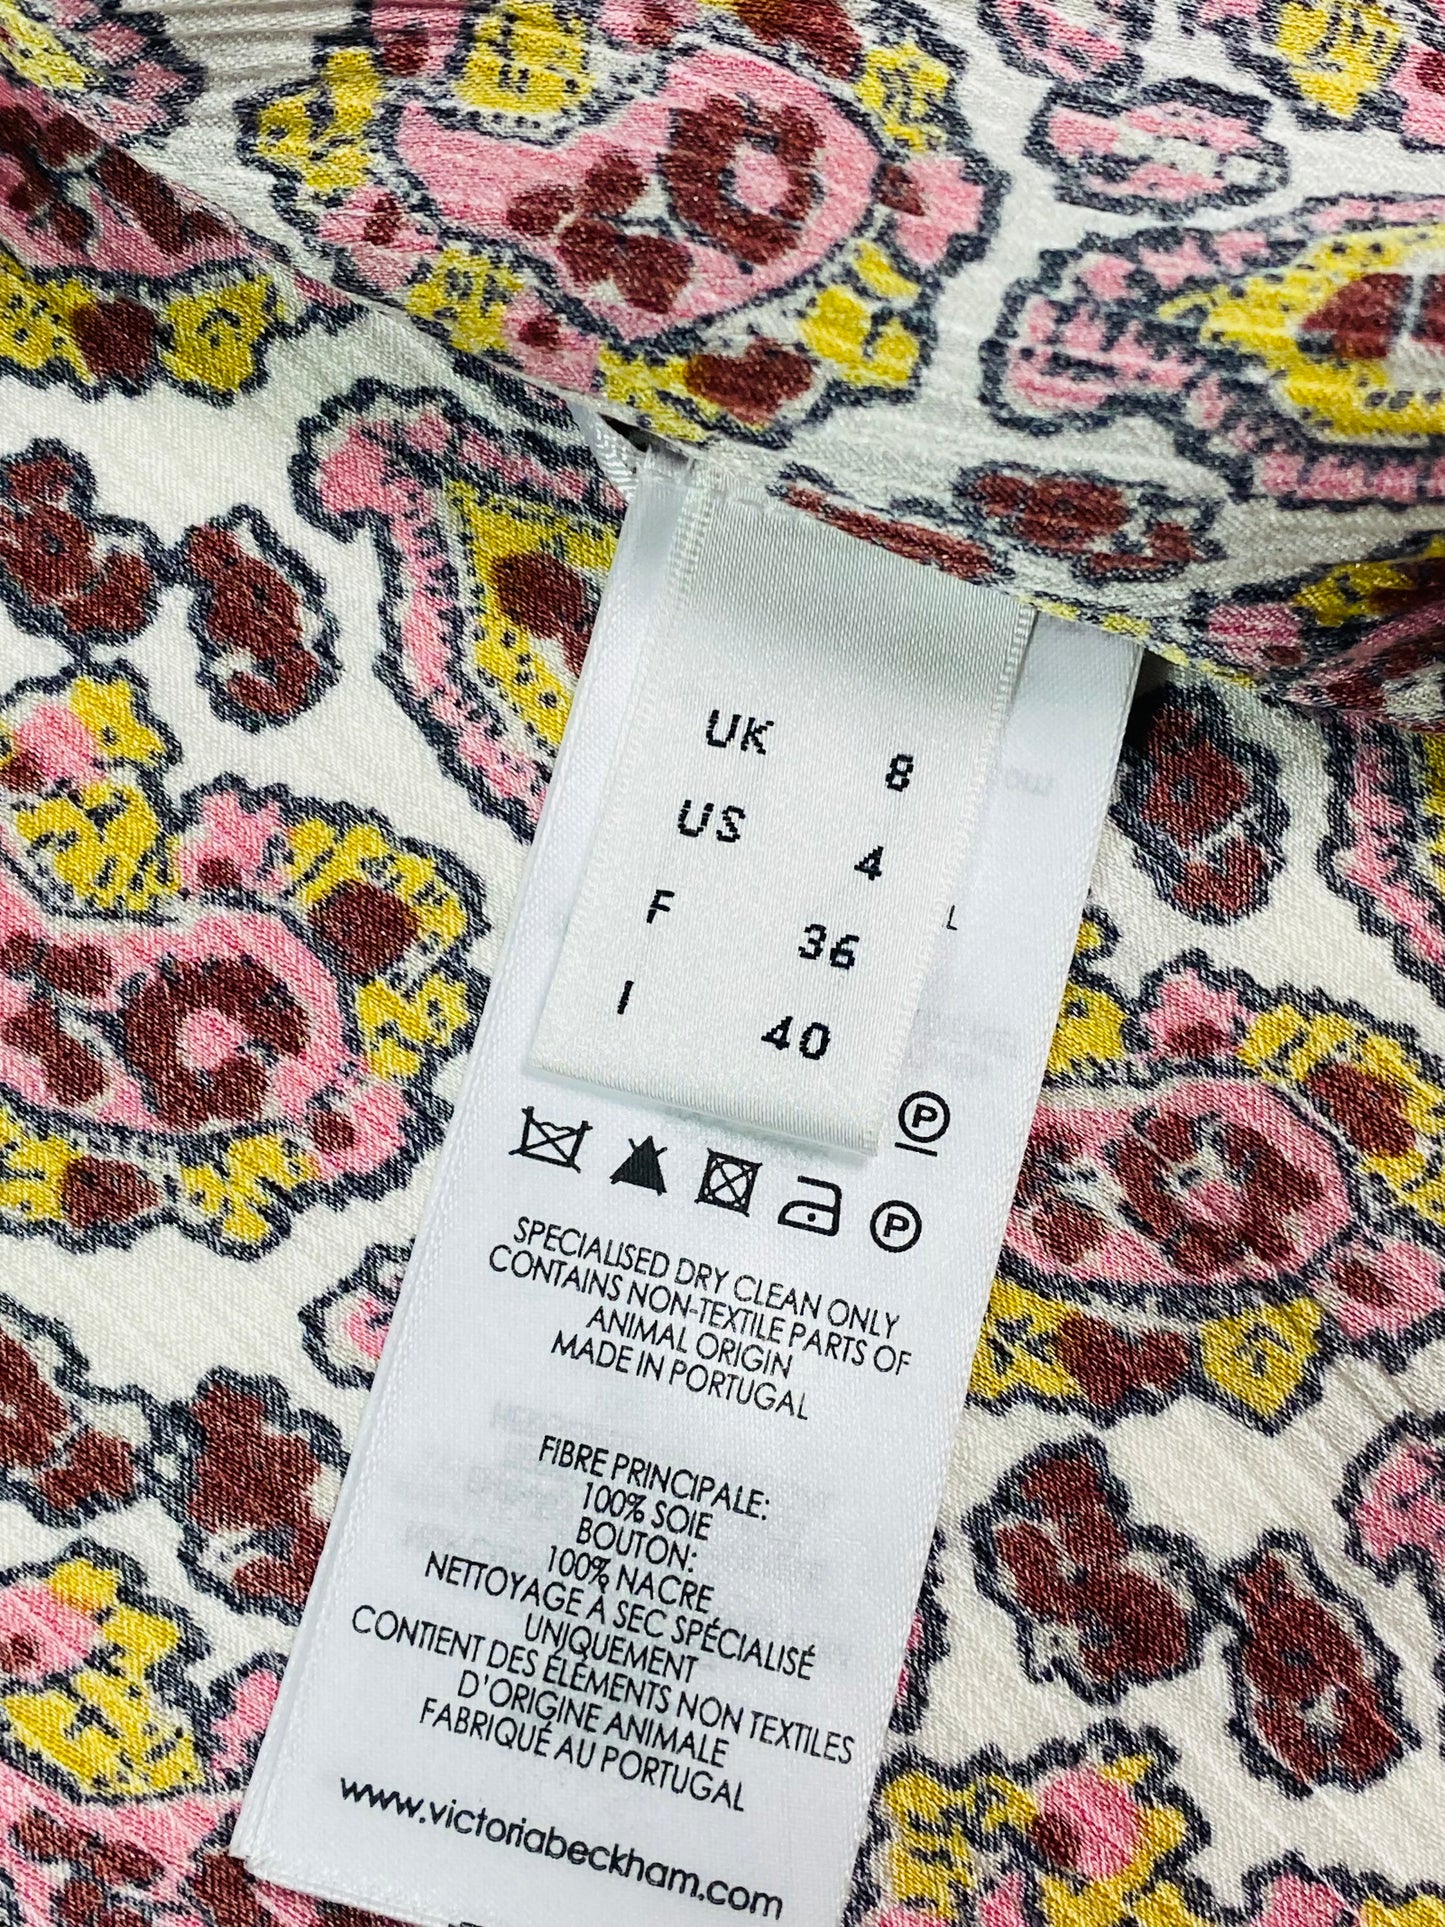 UK 8
US 4
F 36
I 40
P
P
SPECIALISED DRY CLEAN ONLY
CONTAINS NON-TEXTILE PARTS OF
ANIMAL ORIGIN
MADE IN PORTUGAL
FIBRE PRINCIPALE:
100% SOIE
BOUTON:
100% NACRE
NETTOYAGE À SEC SPÉCIALISÉ
UNIQUEMENT
CONTIENT DES ÉLÉMENTS NON TEXTILES
D'ORIGINE ANIMALE
FABRIQUÉ AU PORTUGAL
www.victoriabeckham.com